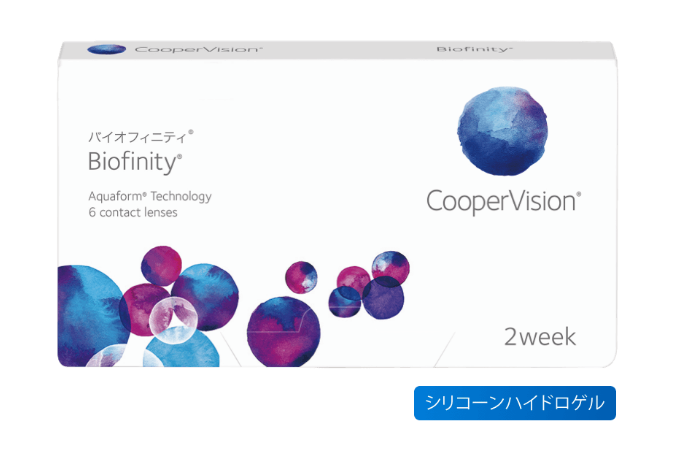 CooperVision®
Biofinity®
バイオフィニティ®
Biofinity®
Aquaform® Technology
6 contact lenses
CooperVision®
2week
シリコーンハイドロゲル